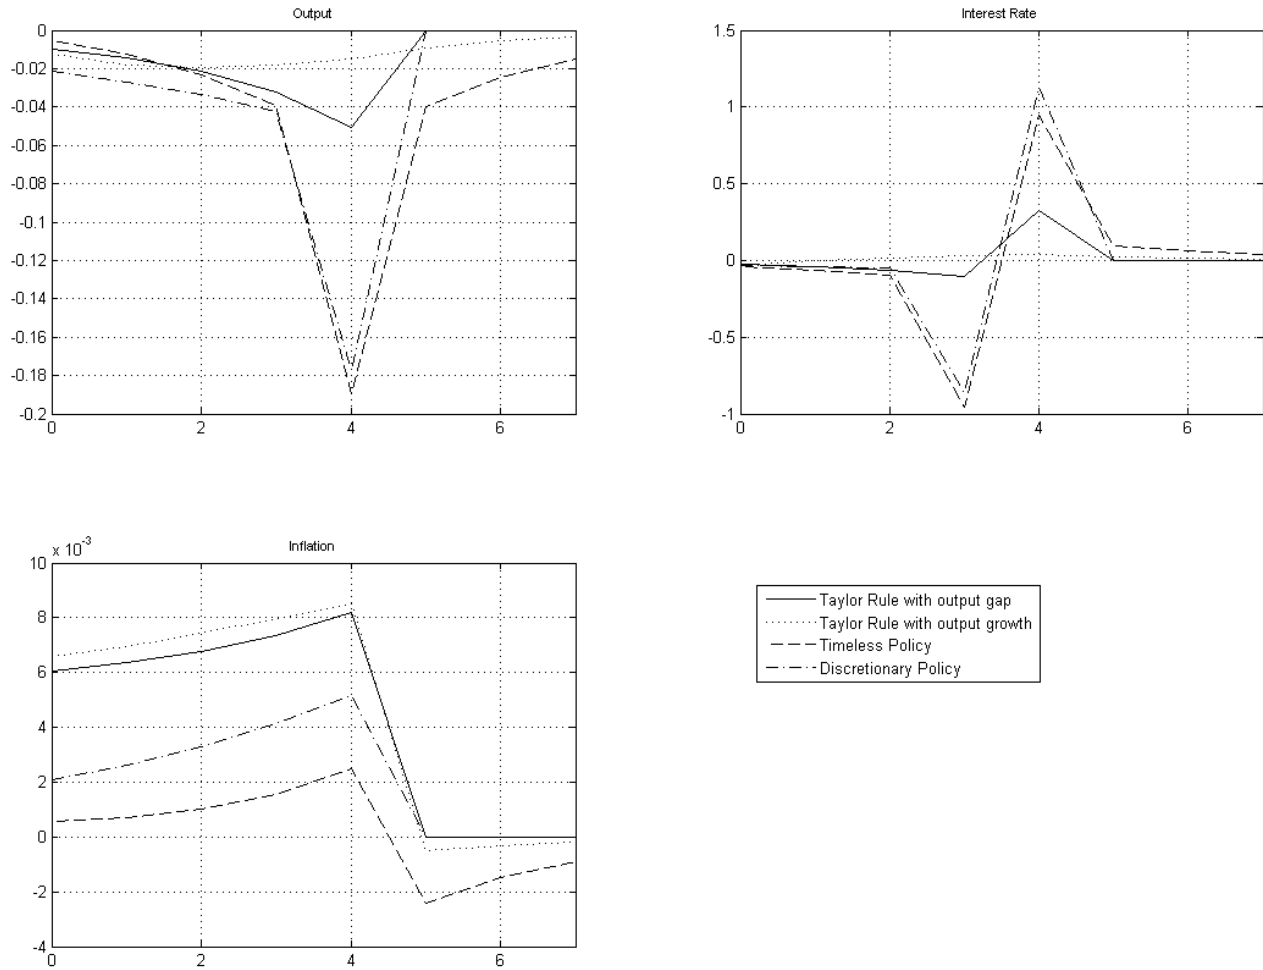 Output
0
-0.02
-0.04
-0.06
-0.08
-0.1
-0.12
-0.14
-0.16
-0.18
-0.2
0 2 4 6
Interest Rate
1.5
1
0.5
0
-0.5
-1
0 2 4 6
Inflation
x 10-3
10
8
6
4
2
0
-2
-4
0 2 4 6
Taylor Rule with output gap
Taylor Rule with output growth
Timeless Policy
Discretionary Policy